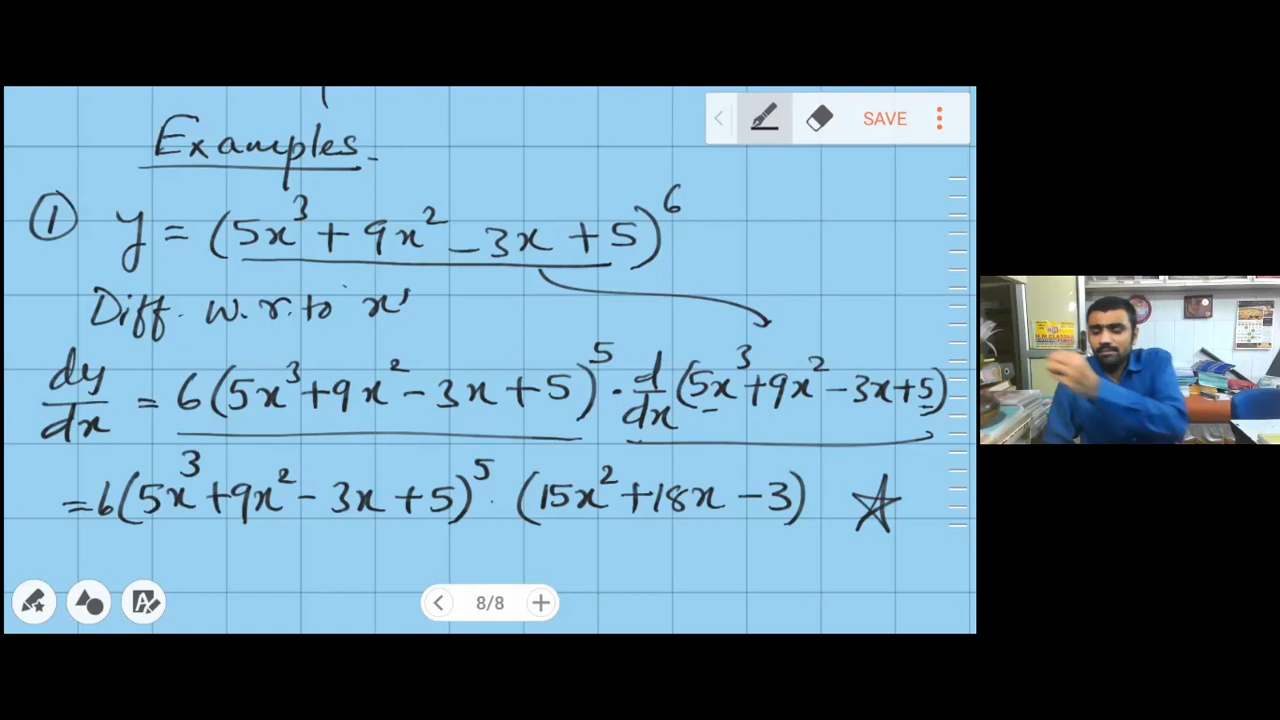 Examples.
SAVE
① y = (5x³ + 9x² - 3x + 5)⁶
Diff. w.r.to 'x'
dy/dx = 6(5x³+9x²-3x+5)⁵ · d/dx (5x³+9x²-3x+5)
=6(5x³+9x²-3x+5)⁵· (15x²+18x-3)
8/8
H.M CLASSES